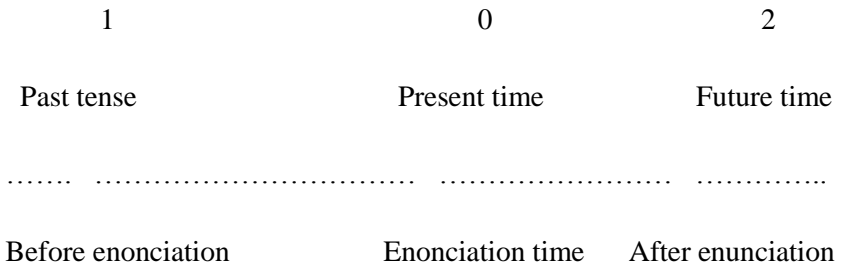 1 0 2
Past tense Present time Future time
……. …………………………… …………………… …………..
Before enonciation Enonciation time After enunciation